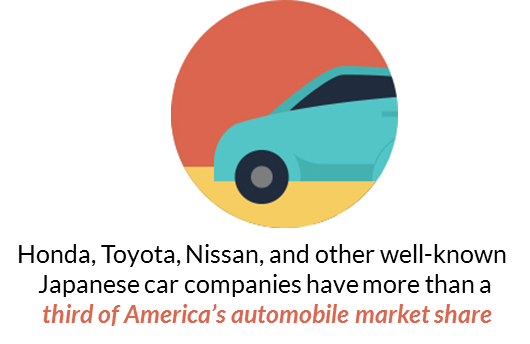 Honda, Toyota, Nissan, and other well-known
Japanese car companies have more than a
third of America's automobile market share